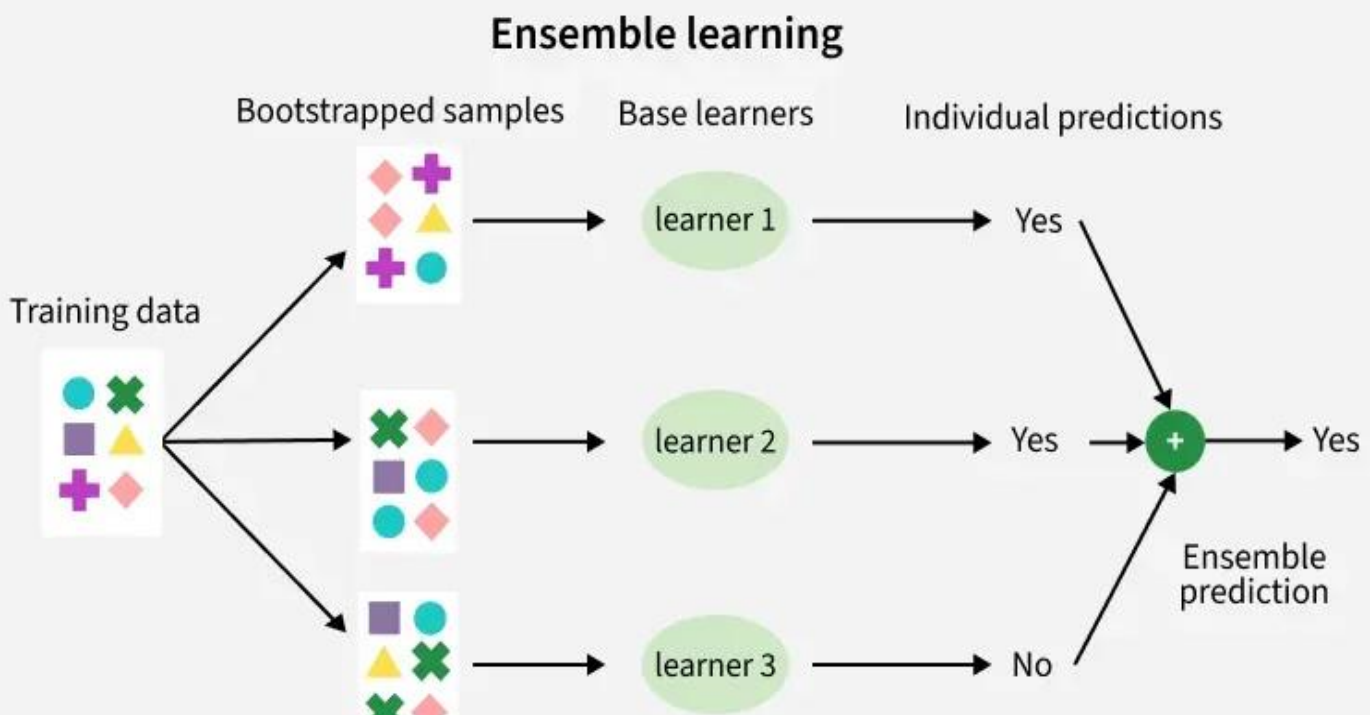 Ensemble learning
Bootstrapped samples
Base learners
Individual predictions
learner 1
Yes
Training data
learner 2
Yes
+
Yes
Ensemble
prediction
learner 3
No